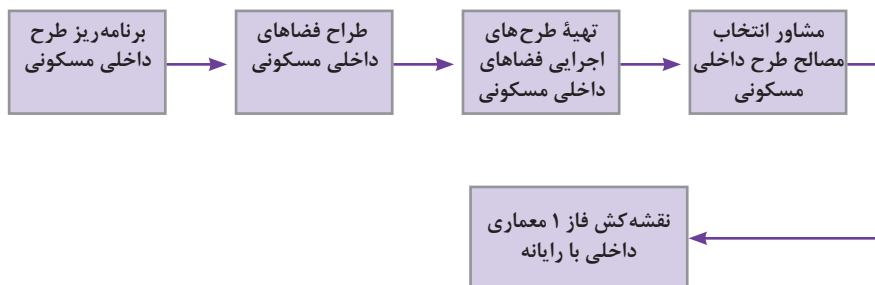 برنامه‌ریز طرح
داخلی مسکونی
طراح فضاهای
داخلی مسکونی
تهیۀ طرح‌های
اجرایی فضاهای
داخلی مسکونی
مشاور انتخاب
مصالح طرح داخلی
مسکونی
نقشه‌کش فاز ۱ معماری
داخلی با رایانه